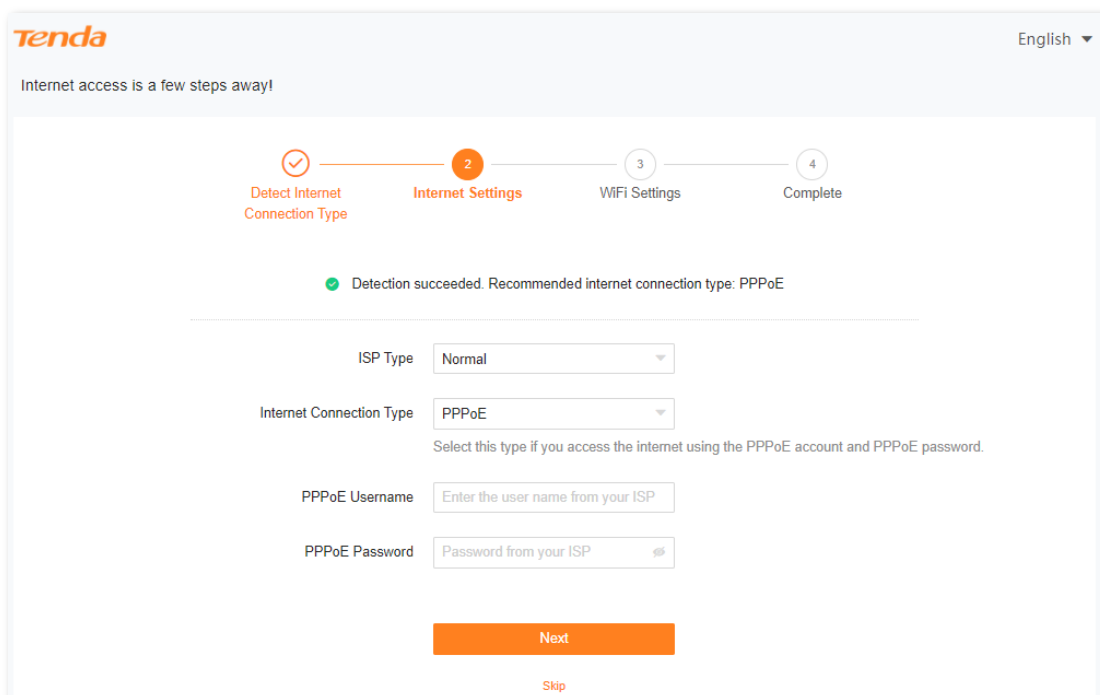 Tenda
English
Internet access is a few steps away!
2
3
4
Detect Internet
Connection Type
Internet Settings
WiFi Settings
Complete
Detection succeeded. Recommended internet connection type: PPPoE
ISP Type
Normal
Internet Connection Type
PPPoE
Select this type if you access the internet using the PPPoE account and PPPoE password.
PPPoE Username
Enter the user name from your ISP
PPPoE Password
Password from your ISP
Next
Skip